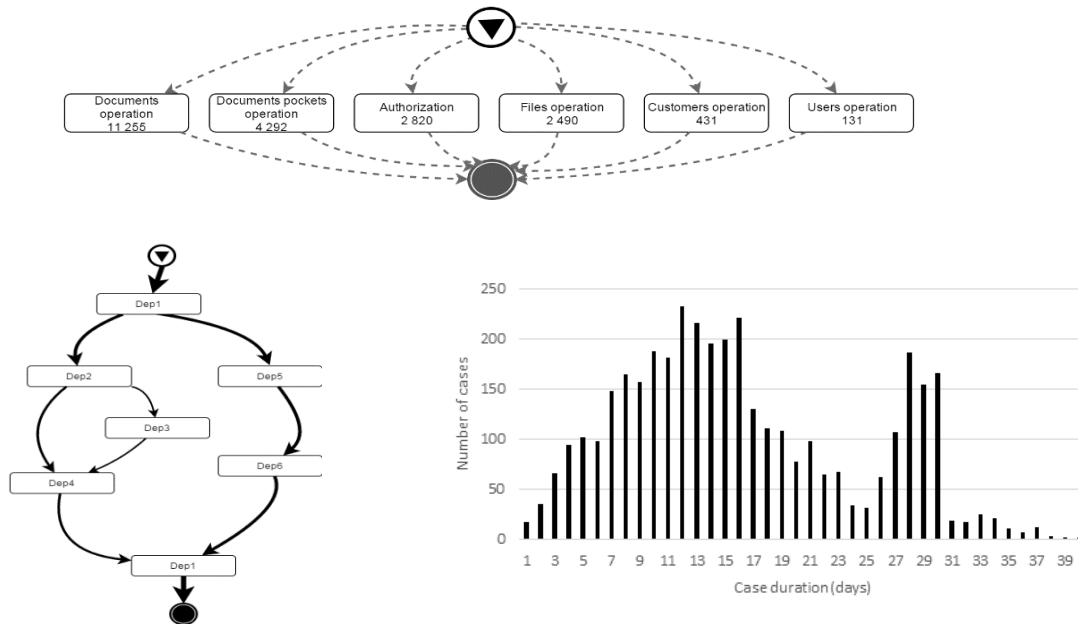 Documents
operation
11 255
Documents pockets
operation
4 292
Authorization
2 820
Files operation
2 490
Customers operation
431
Users operation
131
Dep1
Dep2
Dep5
Dep3
Dep6
Dep4
Dep1
Number of cases
250
200
150
100
50
0
1 3 5 7 9 11 13 15 17 19 21 23 25 27 29 31 33 35 37 39
Case duration (days)